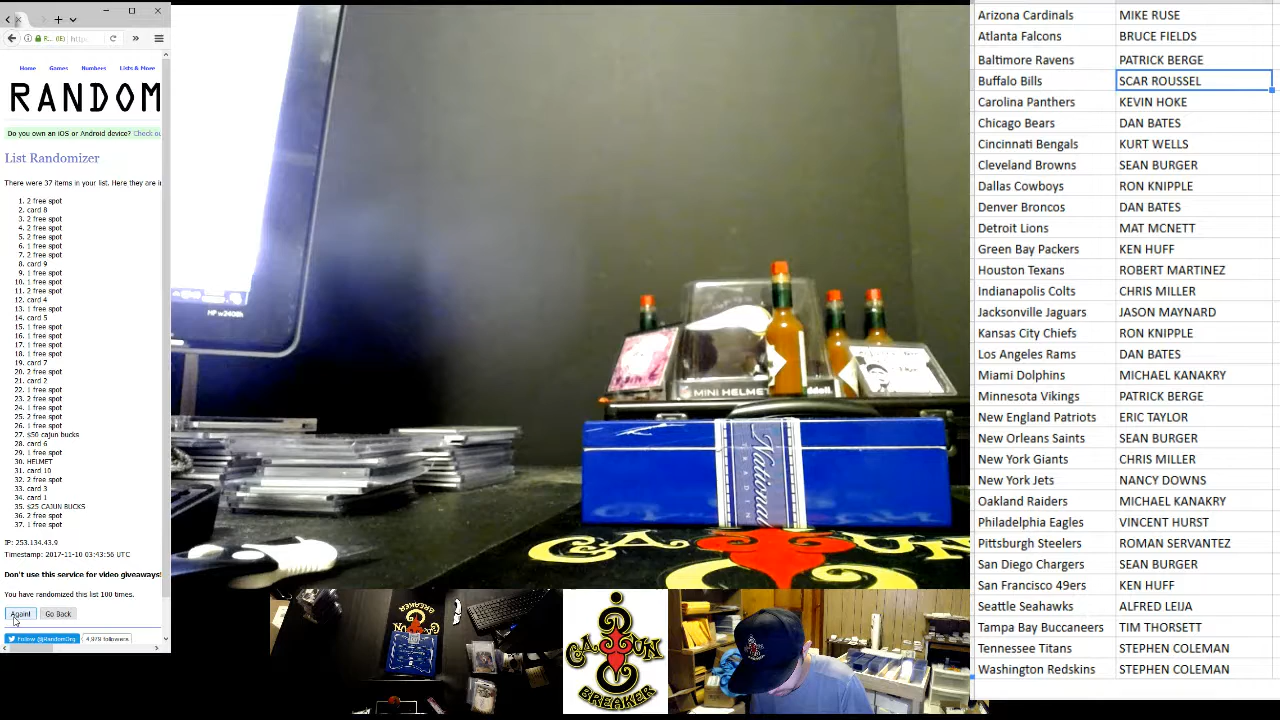 R... (IE)
Home Games Numbers Lists & More
RANDOM
Do you own an iOS or Android device? Check ou
List Randomizer
There were 37 items in your list. Here they are i
1. 2 free spot
2. card 8
3. 2 free spot
4. 2 free spot
5. 2 free spot
6. 1 free spot
7. 2 free spot
8. card 9
9. 1 free spot
10. 1 free spot
11. 2 free spot
12. card 4
13. 1 free spot
14. card 5
15. 1 free spot
16. 1 free spot
17. 1 free spot
18. 1 free spot
19. card 7
20. 2 free spot
21. card 2
22. 1 free spot
23. 2 free spot
24. 1 free spot
25. 2 free spot
26. 1 free spot
27. $50 cajun bucks
28. card 6
29. 1 free spot
30. HELMET
31. card 10
32. 2 free spot
33. card 3
34. card 1
35. $25 CAJUN BUCKS
36. 2 free spot
37. 1 free spot
IP: 253.134.43.9
Timestamp: 2017-11-10 03:43:56 UTC
Don't use this service for video giveaways!
You have randomized this list 100 times.
Again! Go Back
Follow @RandomOrg 4,979 followers
HP w2408h
MINI HELMET
National
CAJUN
CAJUN
BREAKER
Arizona Cardinals MIKE RUSE
Atlanta Falcons BRUCE FIELDS
Baltimore Ravens PATRICK BERGE
Buffalo Bills SCAR ROUSSEL
Carolina Panthers KEVIN HOKE
Chicago Bears DAN BATES
Cincinnati Bengals KURT WELLS
Cleveland Browns SEAN BURGER
Dallas Cowboys RON KNIPPLE
Denver Broncos DAN BATES
Detroit Lions MAT MCNETT
Green Bay Packers KEN HUFF
Houston Texans ROBERT MARTINEZ
Indianapolis Colts CHRIS MILLER
Jacksonville Jaguars JASON MAYNARD
Kansas City Chiefs RON KNIPPLE
Los Angeles Rams DAN BATES
Miami Dolphins MICHAEL KANAKRY
Minnesota Vikings PATRICK BERGE
New England Patriots ERIC TAYLOR
New Orleans Saints SEAN BURGER
New York Giants CHRIS MILLER
New York Jets NANCY DOWNS
Oakland Raiders MICHAEL KANAKRY
Philadelphia Eagles VINCENT HURST
Pittsburgh Steelers ROMAN SERVANTEZ
San Diego Chargers SEAN BURGER
San Francisco 49ers KEN HUFF
Seattle Seahawks ALFRED LEIJA
Tampa Bay Buccaneers TIM THORSETT
Tennessee Titans STEPHEN COLEMAN
Washington Redskins STEPHEN COLEMAN